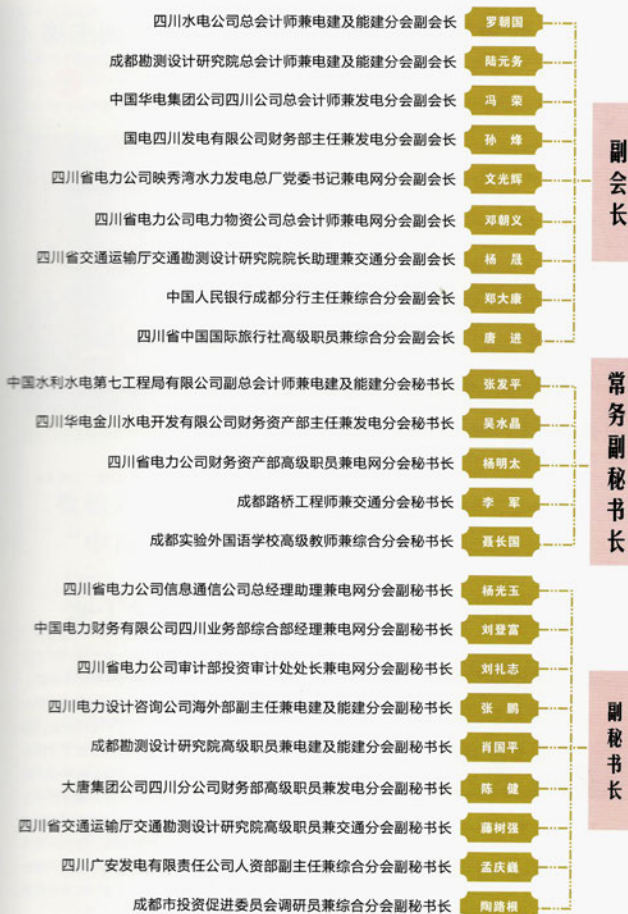 四川水电公司总会计师兼电建及能建分会副会长 罗朝国
成都勘测设计研究院总会计师兼电建及能建分会副会长 陆元务
中国华电集团公司四川公司总会计师兼发电分会副会长 冯 荣
国电四川发电有限公司财务部主任兼发电分会副会长 孙 烽
四川省电力公司映秀湾水力发电总厂党委书记兼电网分会副会长 文光辉
四川省电力公司电力物资公司总会计师兼电网分会副会长 邓朝义
四川省交通运输厅交通勘测设计研究院院长助理兼交通分会副会长 杨 晟
中国人民银行成都分行主任兼综合分会副会长 郑大康
四川省中国国际旅行社高级职员兼综合分会副会长 唐 进
副会长
中国水利水电第七工程局有限公司副总会计师兼电建及能建分会秘书长 张发平
四川华电金川水电开发有限公司财务资产部主任兼发电分会秘书长 吴水晶
四川省电力公司财务资产部高级职员兼电网分会秘书长 杨明太
成都路桥工程师兼交通分会秘书长 李 军
成都实验外国语学校高级教师兼综合分会秘书长 聂长国
常务副秘书长
四川省电力公司信息通信公司总经理助理兼电网分会副秘书长 杨光玉
中国电力财务有限公司四川业务部综合部经理兼电网分会副秘书长 刘登富
四川省电力公司审计部投资审计处处长兼电网分会副秘书长 刘礼志
四川电力设计咨询公司海外部副主任兼电建及能建分会副秘书长 张 鹏
成都勘测设计研究院高级职员兼电建及能建分会副秘书长 肖国平
大唐集团公司四川分公司财务部高级职员兼发电分会副秘书长 陈 健
四川省交通运输厅交通勘测设计研究院高级职员兼交通分会副秘书长 藤树强
四川广安发电有限责任公司人资部副主任兼综合分会副秘书长 孟庆巍
成都市投资促进委员会调研员兼综合分会副秘书长 陶路根
副秘书长